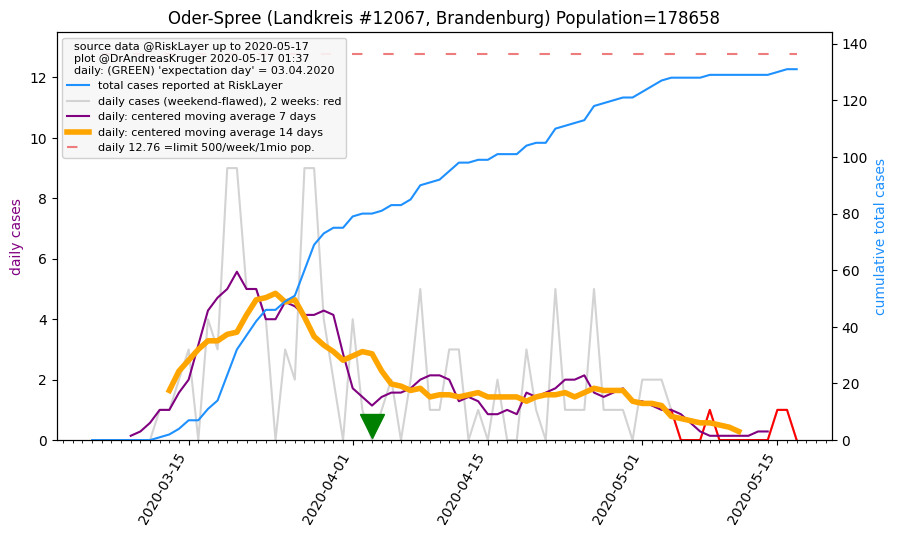 Oder-Spree (Landkreis #12067, Brandenburg) Population=178658
source data @RiskLayer up to 2020-05-17
plot @DrAndreasKruger 2020-05-17 01:37
daily: (GREEN) 'expectation day' = 03.04.2020
total cases reported at RiskLayer
daily cases (weekend-flawed), 2 weeks: red
daily: centered moving average 7 days
daily: centered moving average 14 days
daily 12.76 =limit 500/week/1mio pop.
daily cases
0
2
4
6
8
10
12
cumulative total cases
0
20
40
60
80
100
120
140
2020-03-15
2020-04-01
2020-04-15
2020-05-01
2020-05-15